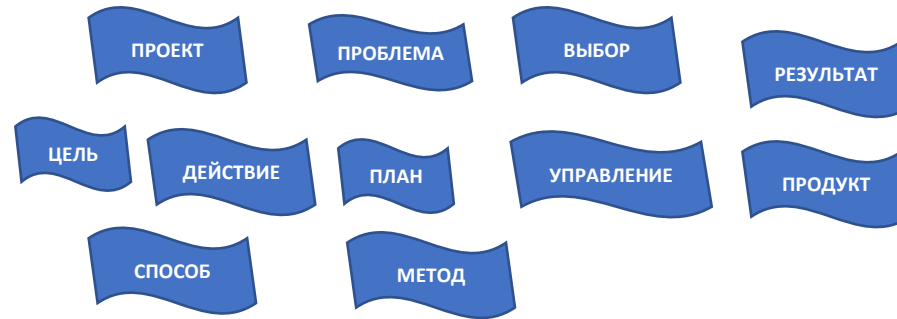 ПРОЕКТ
ПРОБЛЕМА
ВЫБОР
РЕЗУЛЬТАТ
ЦЕЛЬ
ДЕЙСТВИЕ
ПЛАН
УПРАВЛЕНИЕ
ПРОДУКТ
СПОСОБ
МЕТОД